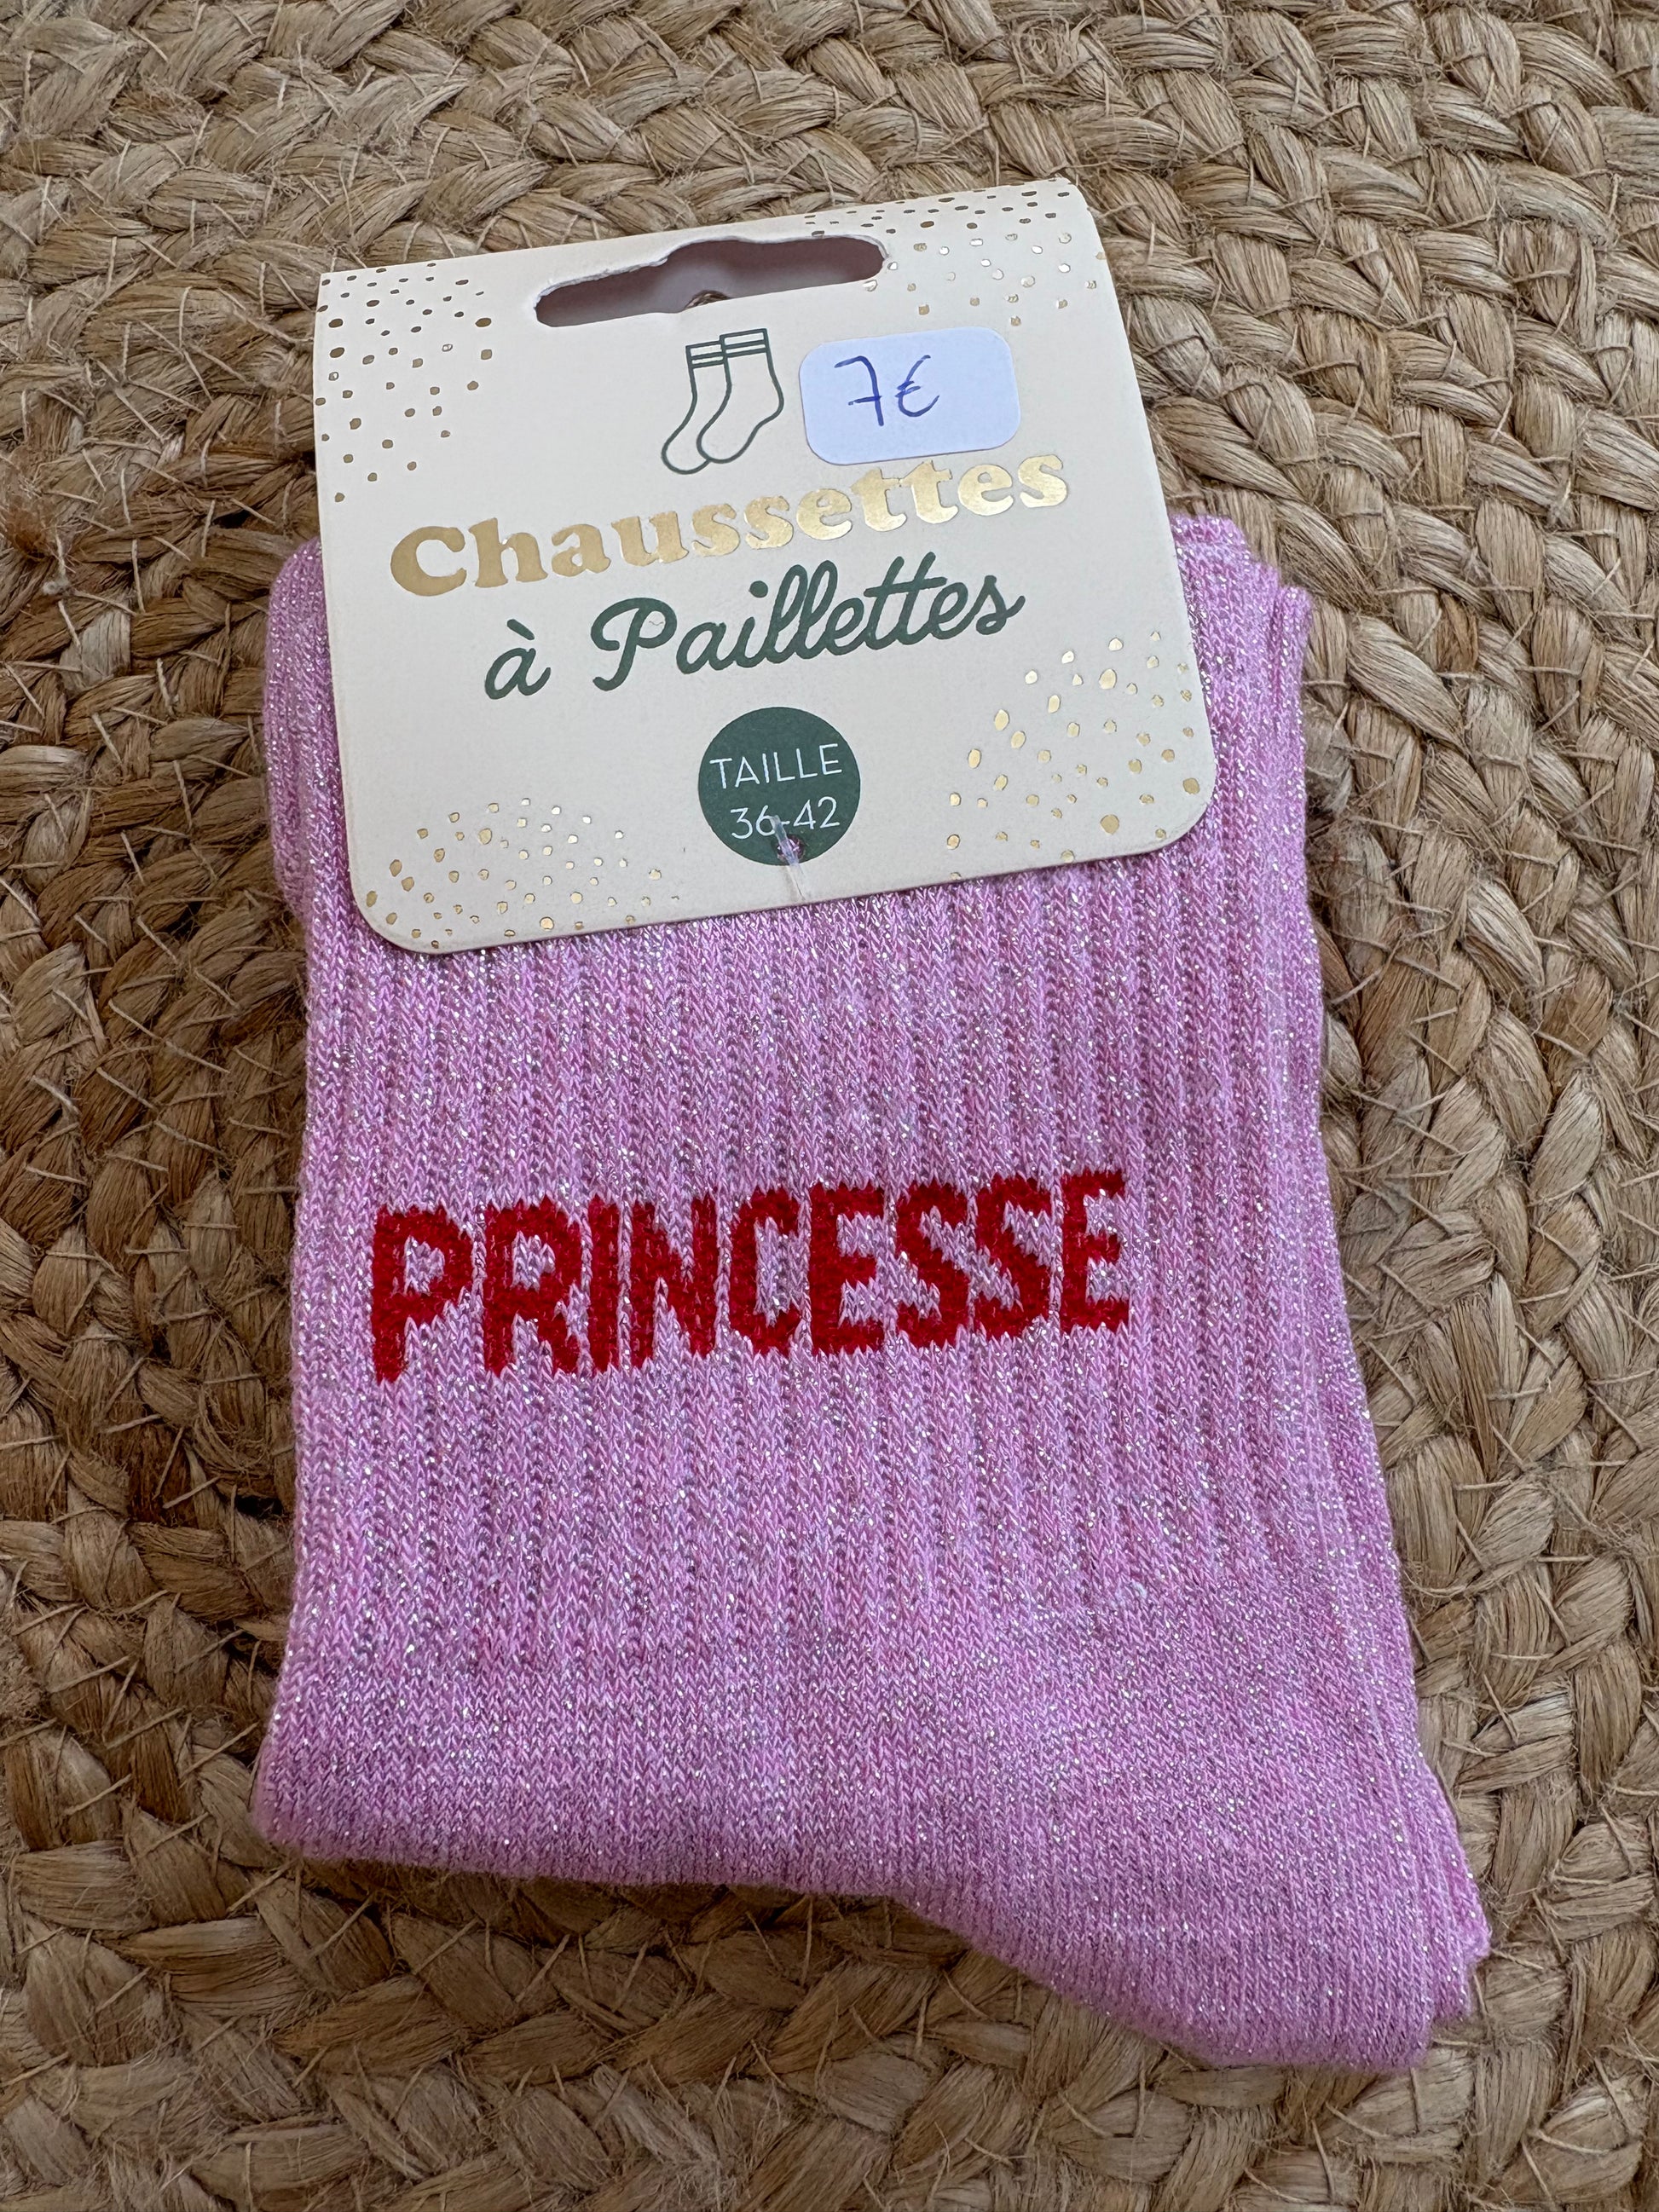 7€
Chaussettes
à Paillettes
TAILLE
36-42
PRINCESSE